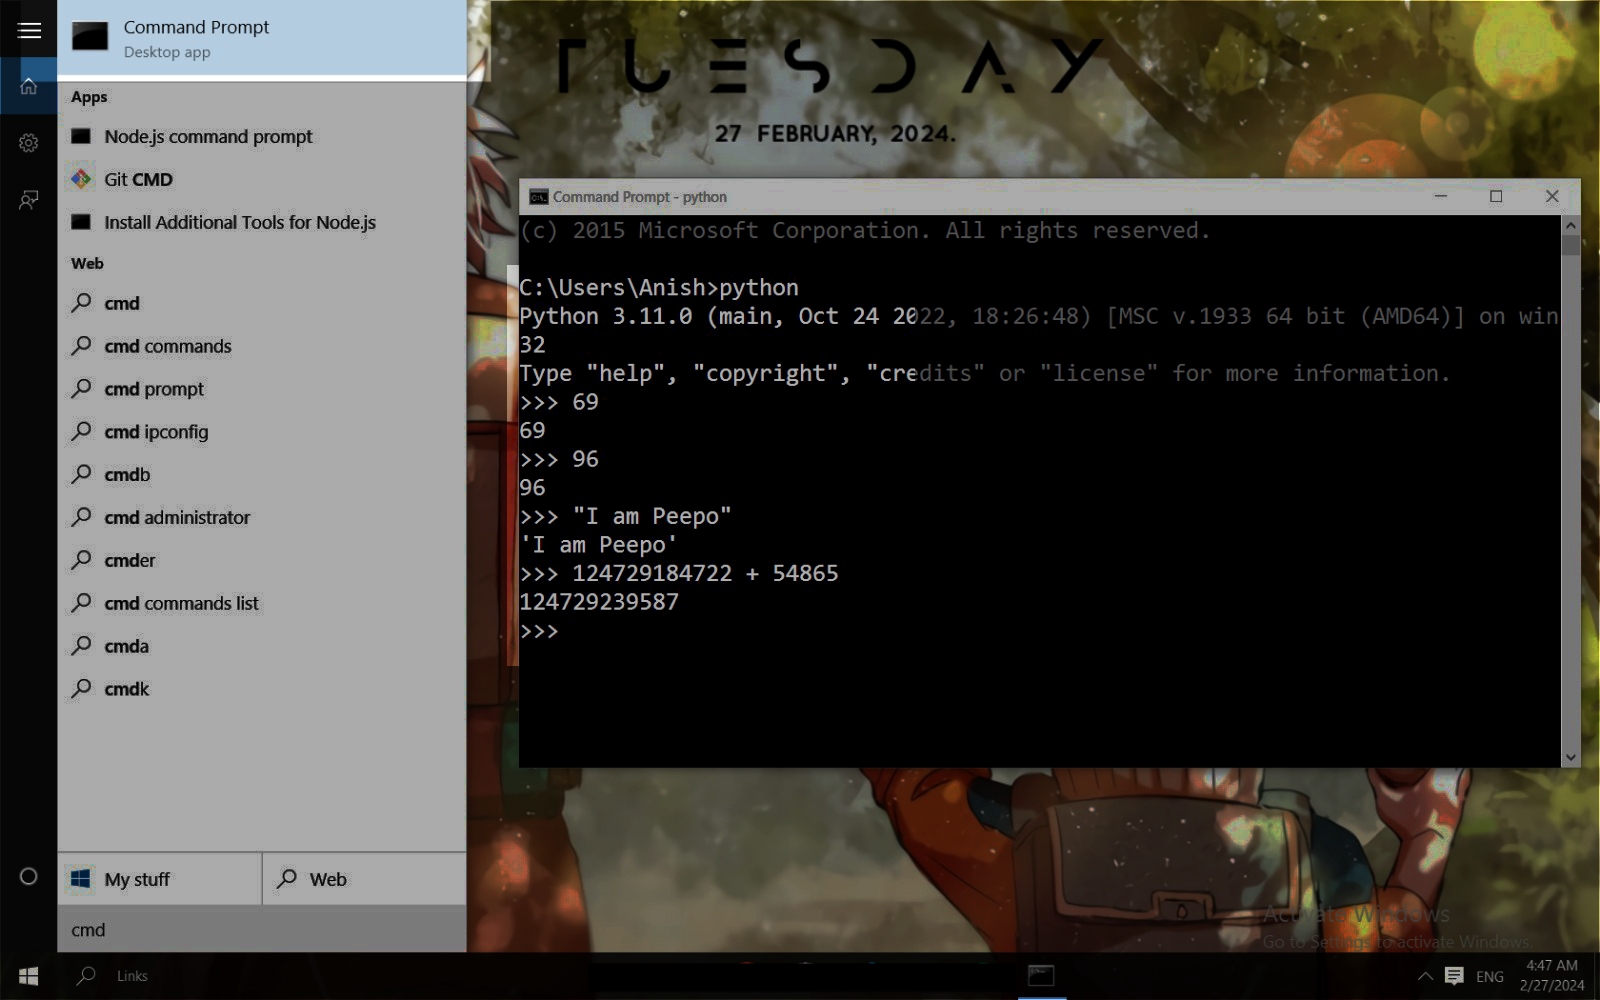 Command Prompt
Desktop app
Apps
Node.js command prompt
Git CMD
Install Additional Tools for Node.js
Web
cmd
cmd commands
cmd prompt
cmd ipconfig
cmdb
cmd administrator
cmder
cmd commands list
cmda
cmdk
My stuff
Web
cmd
Links
TUESDAY
27 FEBRUARY, 2024.
Command Prompt - python
(c) 2015 Microsoft Corporation. All rights reserved.
C:\Users\Anish>python
Python 3.11.0 (main, Oct 24 2022, 18:26:48) [MSC v.1933 64 bit (AMD64)] on win
32
Type "help", "copyright", "credits" or "license" for more information.
>>> 69
69
>>> 96
96
>>> "I am Peepo"
'I am Peepo'
>>> 124729184722 + 54865
124729239587
>>>
Activate Windows
Go to Settings to activate Windows.
ENG
4:47 AM
2/27/2024